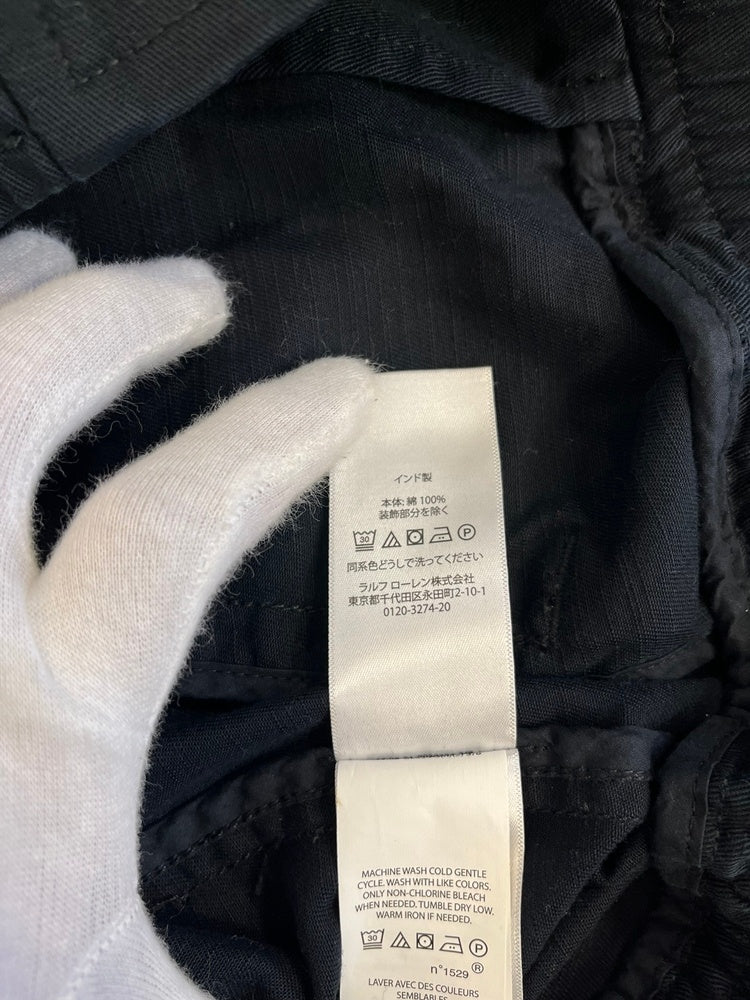 インド製
本体: 綿 100%
装飾部分を除く
30
P
同系色どうしで洗ってください
ラルフ ローレン株式会社
東京都千代田区永田町2-10-1
0120-3274-20
MACHINE WASH COLD GENTLE
CYCLE. WASH WITH LIKE COLORS.
ONLY NON-CHLORINE BLEACH
WHEN NEEDED. TUMBLE DRY LOW.
WARM IRON IF NEEDED.
30
P
n°1529 ®
LAVER AVEC DES COULEURS
SEMBLABLES